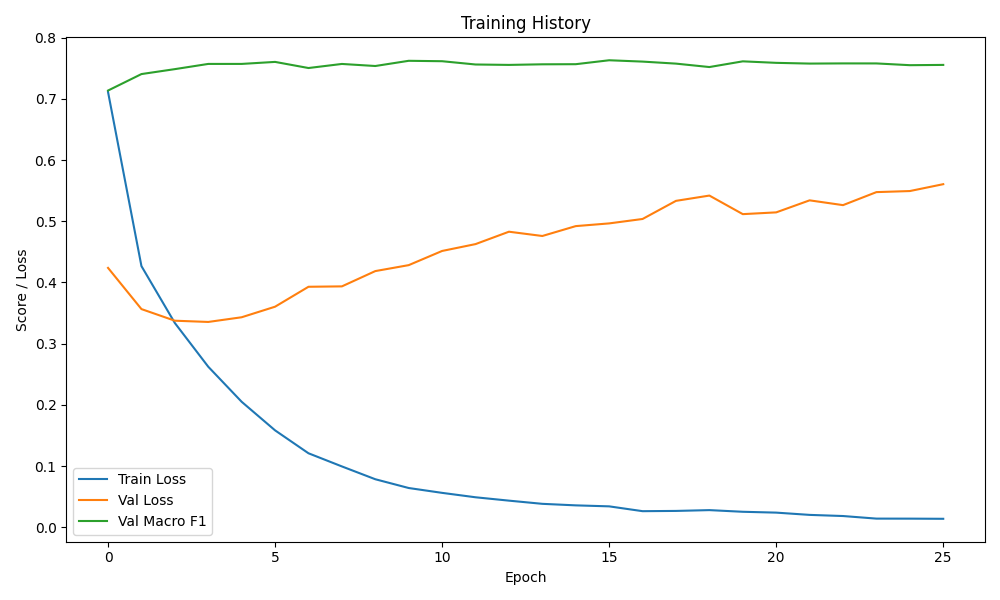 Training History
Score / Loss
0.8
0.7
0.6
0.5
0.4
0.3
0.2
0.1
0.0
Train Loss
Val Loss
Val Macro F1
0 5 10 15 20 25
Epoch